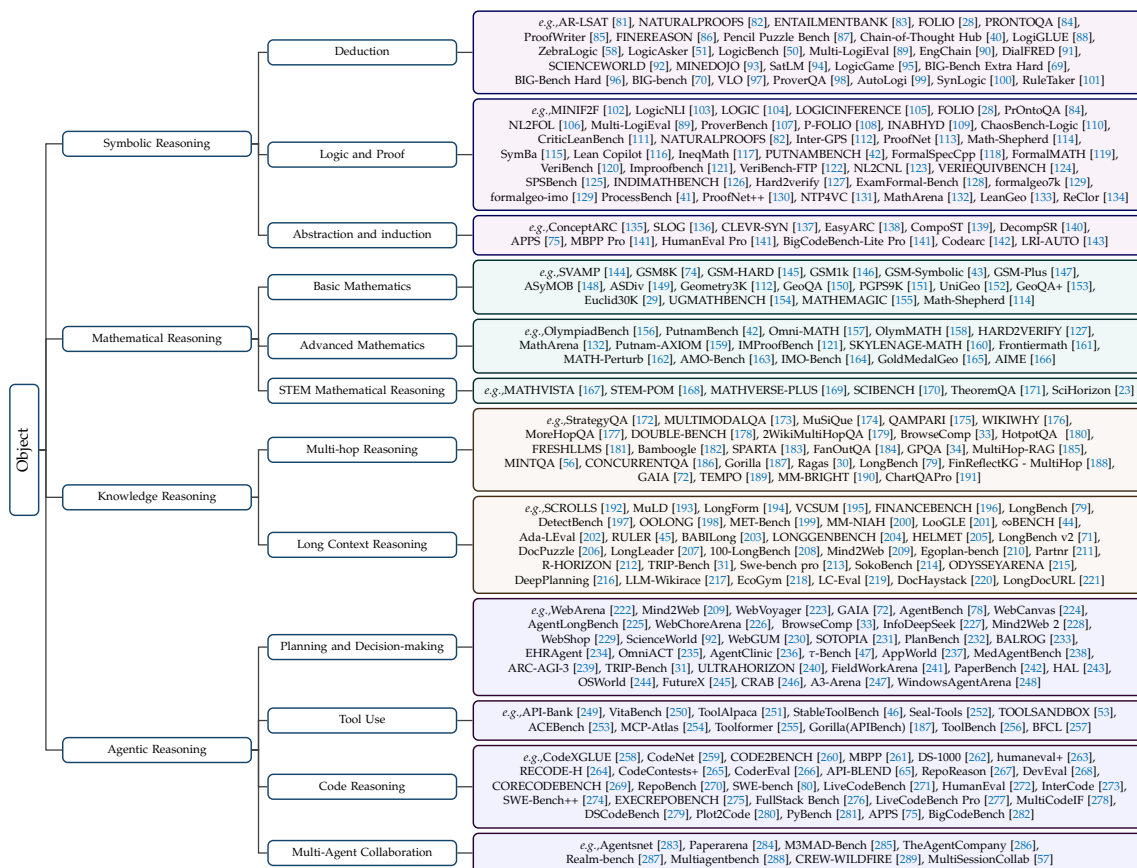 e.g.,AR-LSAT [81], NATURALPROOFS [82], ENTAILMENTBANK [83], FOLIO [28], PRONTOQA [84],
ProofWriter [85], FINEREASON [86], Pencil Puzzle Bench [87], Chain-of-Thought Hub [40], LogiGLUE [88],
Deduction
ZebraLogic [58], LogicAsker [51], LogicBench [50], Multi-LogiEval [89], EngChain [90], DialFRED [91],
SCIENCEWORLD [92], MINEDOJO [93], SatLM [94], LogicGame [95], BIG-Bench Extra Hard [69],
BIG-Bench Hard [96], BIG-bench [70], VLO [97], ProverQA [98], AutoLogi [99], SynLogic [100], RuleTaker [101]
e.g.,MINIF2F [102], LogicNLI [103], LOGIC [104], LOGICINFERENCE [105], FOLIO [28], PrOntoQA [84],
NL2FOL [106], Multi-LogiEval [89], ProverBench [107], P-FOLIO [108], INABHYD [109], ChaosBench-Logic [110],
CriticLeanBench [111], NATURALPROOFS [82], Inter-GPS [112], ProofNet [113], Math-Shepherd [114],
Symbolic Reasoning
Logic and Proof
SymBa [115], Lean Copilot [116], IneqMath [117], PUTNAMBENCH [42], FormalSpecCpp [118], FormalMATH [119],
VeriBench [120], Improofbench [121], VeriBench-FTP [122], NL2CNL [123], VERIEQUIVBENCH [124],
SPSBench [125], INDIMATHBENCH [126], Hard2verify [127], ExamFormal-Bench [128], formalgeo7k [129],
formalgeo-imo [129] ProcessBench [41], ProofNet++ [130], NTP4VC [131], MathArena [132], LeanGeo [133], ReClor [134]
Abstraction and induction
e.g.,ConceptARC [135], SLOG [136], CLEVR-SYN [137], EasyARC [138], CompoST [139], DecompSR [140],
APPS [75], MBPP Pro [141], HumanEval Pro [141], BigCodeBench-Lite Pro [141], Codearc [142], LRI-AUTO [143]
Basic Mathematics
e.g.,SVAMP [144], GSM8K [74], GSM-HARD [145], GSM1k [146], GSM-Symbolic [43], GSM-Plus [147],
ASyMOB [148], ASDiv [149], Geometry3K [112], GeoQA [150], PGPS9K [151], UniGeo [152], GeoQA+ [153],
Euclid30K [29], UGMATHBENCH [154], MATHEMAGIC [155], Math-Shepherd [114]
Mathematical Reasoning
Advanced Mathematics
e.g.,OlympiadBench [156], PutnamBench [42], Omni-MATH [157], OlymMATH [158], HARD2VERIFY [127],
MathArena [132], Putnam-AXIOM [159], IMProofBench [121], SKYLENAGE-MATH [160], Frontiermath [161],
MATH-Perturb [162], AMO-Bench [163], IMO-Bench [164], GoldMedalGeo [165], AIME [166]
STEM Mathematical Reasoning
e.g.,MATHVISTA [167], STEM-POM [168], MATHVERSE-PLUS [169], SCIBENCH [170], TheoremQA [171], SciHorizon [23]
Object
e.g.,StrategyQA [172], MULTIMODALQA [173], MuSiQue [174], QAMPARI [175], WIKIWHY [176],
MoreHopQA [177], DOUBLE-BENCH [178], 2WikiMultiHopQA [179], BrowseComp [33], HotpotQA [180],
Multi-hop Reasoning
FRESHLLMS [181], Bamboogle [182], SPARTA [183], FanOutQA [184], GPQA [34], MultiHop-RAG [185],
MINTQA [56], CONCURRENTQA [186], Gorilla [187], Ragas [30], LongBench [79], FinReflectKG - MultiHop [188],
GAIA [72], TEMPO [189], MM-BRIGHT [190], ChartQAPro [191]
Knowledge Reasoning
e.g.,SCROLLS [192], MuLD [193], LongForm [194], VCSUM [195], FINANCEBENCH [196], LongBench [79],
DetectBench [197], OOLONG [198], MET-Bench [199], MM-NIAH [200], LooGLE [201], ∞BENCH [44],
Ada-LEval [202], RULER [45], BABILong [203], LONGGENBENCH [204], HELMET [205], LongBench v2 [71],
Long Context Reasoning
DocPuzzle [206], LongLeader [207], 100-LongBench [208], Mind2Web [209], Egoplan-bench [210], Partnr [211],
R-HORIZON [212], TRIP-Bench [31], Swe-bench pro [213], SokoBench [214], ODYSSEYARENA [215],
DeepPlanning [216], LLM-Wikirace [217], EcoGym [218], LC-Eval [219], DocHaystack [220], LongDocURL [221]
e.g.,WebArena [222], Mind2Web [209], WebVoyager [223], GAIA [72], AgentBench [78], WebCanvas [224],
AgentLongBench [225], WebChoreArena [226], BrowseComp [33], InfoDeepSeek [227], Mind2Web 2 [228],
WebShop [229], ScienceWorld [92], WebGUM [230], SOTOPIA [231], PlanBench [232], BALROG [233],
Planning and Decision-making
EHRAgent [234], OmniACT [235], AgentClinic [236], τ-Bench [47], AppWorld [237], MedAgentBench [238],
ARC-AGI-3 [239], TRIP-Bench [31], ULTRAHORIZON [240], FieldWorkArena [241], PaperBench [242], HAL [243],
OSWorld [244], FutureX [245], CRAB [246], A3-Arena [247], WindowsAgentArena [248]
Tool Use
e.g.,API-Bank [249], VitaBench [250], ToolAlpaca [251], StableToolBench [46], Seal-Tools [252], TOOLSANDBOX [53],
ACEBench [253], MCP-Atlas [254], Toolformer [255], Gorilla(APIBench) [187], ToolBench [256], BFCL [257]
Agentic Reasoning
e.g.,CodeXGLUE [258], CodeNet [259], CODE2BENCH [260], MBPP [261], DS-1000 [262], humaneval+ [263],
RECODE-H [264], CodeContests+ [265], CoderEval [266], API-BLEND [65], RepoReason [267], DevEval [268],
Code Reasoning
CORECODEBENCH [269], RepoBench [270], SWE-bench [80], LiveCodeBench [271], HumanEval [272], InterCode [273],
SWE-Bench++ [274], EXECREPOBENCH [275], FullStack Bench [276], LiveCodeBench Pro [277], MultiCodeIF [278],
DSCodeBench [279], Plot2Code [280], PyBench [281], APPS [75], BigCodeBench [282]
Multi-Agent Collaboration
e.g.,Agentsnet [283], Paperarena [284], M3MAD-Bench [285], TheAgentCompany [286],
Realm-bench [287], Multiagentbench [288], CREW-WILDFIRE [289], MultiSessionCollab [57]